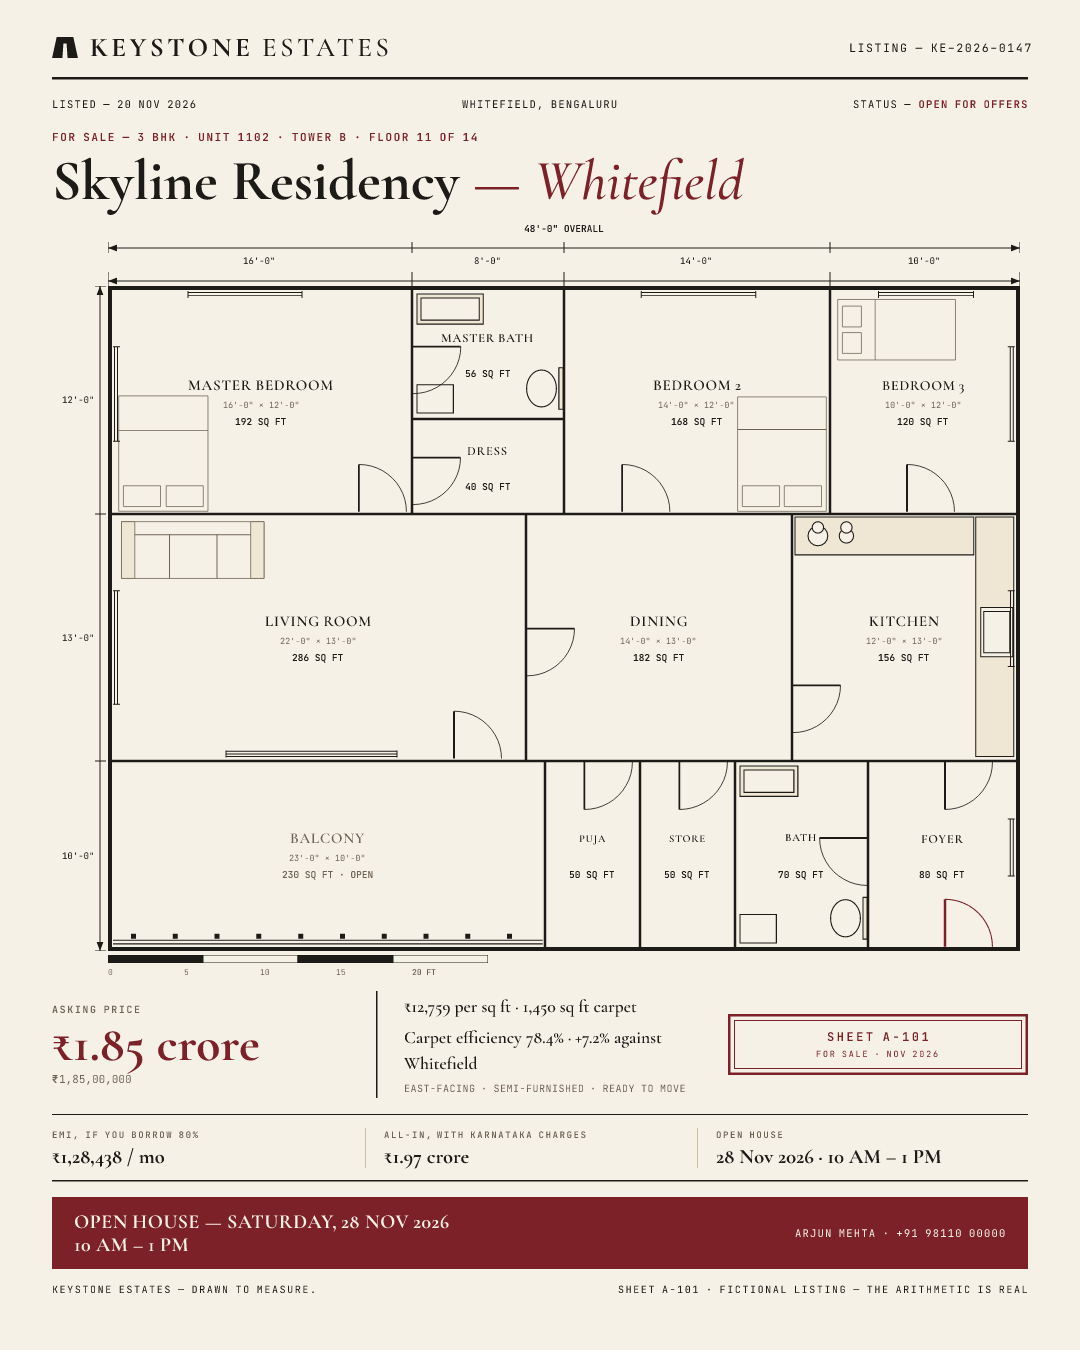 KEYSTONE ESTATES
LISTING — KE-2026-0147
LISTED — 20 NOV 2026
WHITEFIELD, BENGALURU
STATUS — OPEN FOR OFFERS
FOR SALE — 3 BHK · UNIT 1102 · TOWER B · FLOOR 11 OF 14
Skyline Residency — Whitefield
48'-0" OVERALL
16'-0"
8'-0"
14'-0"
10'-0"
12'-0"
MASTER BEDROOM
16'-0" × 12'-0"
192 SQ FT
MASTER BATH
56 SQ FT
DRESS
40 SQ FT
BEDROOM 2
14'-0" × 12'-0"
168 SQ FT
BEDROOM 3
10'-0" × 12'-0"
120 SQ FT
13'-0"
LIVING ROOM
22'-0" × 13'-0"
286 SQ FT
DINING
14'-0" × 13'-0"
182 SQ FT
KITCHEN
12'-0" × 13'-0"
156 SQ FT
10'-0"
BALCONY
23'-0" × 10'-0"
230 SQ FT · OPEN
PUJA
50 SQ FT
STORE
50 SQ FT
BATH
70 SQ FT
FOYER
80 SQ FT
0 5 10 15 20 FT
ASKING PRICE
₹1.85 crore
₹1,85,00,000
₹12,759 per sq ft · 1,450 sq ft carpet
Carpet efficiency 78.4% · +7.2% against
Whitefield
EAST-FACING · SEMI-FURNISHED · READY TO MOVE
SHEET A-101
FOR SALE · NOV 2026
EMI, IF YOU BORROW 80%
₹1,28,438 / mo
ALL-IN, WITH KARNATAKA CHARGES
₹1.97 crore
OPEN HOUSE
28 Nov 2026 · 10 AM – 1 PM
OPEN HOUSE — SATURDAY, 28 NOV 2026
10 AM – 1 PM
ARJUN MEHTA · +91 98110 00000
KEYSTONE ESTATES — DRAWN TO MEASURE.
SHEET A-101 · FICTIONAL LISTING — THE ARITHMETIC IS REAL